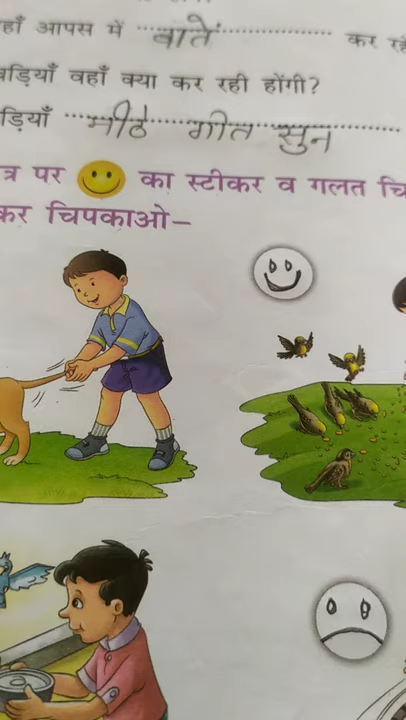 हाँ आपस में बातें कर रहे
ड़ियाँ वहाँ क्या कर रही होंगी?
ड़ियाँ मीठे गीत सुन
त्र पर का स्टीकर व गलत चि
कर चिपकाओ–